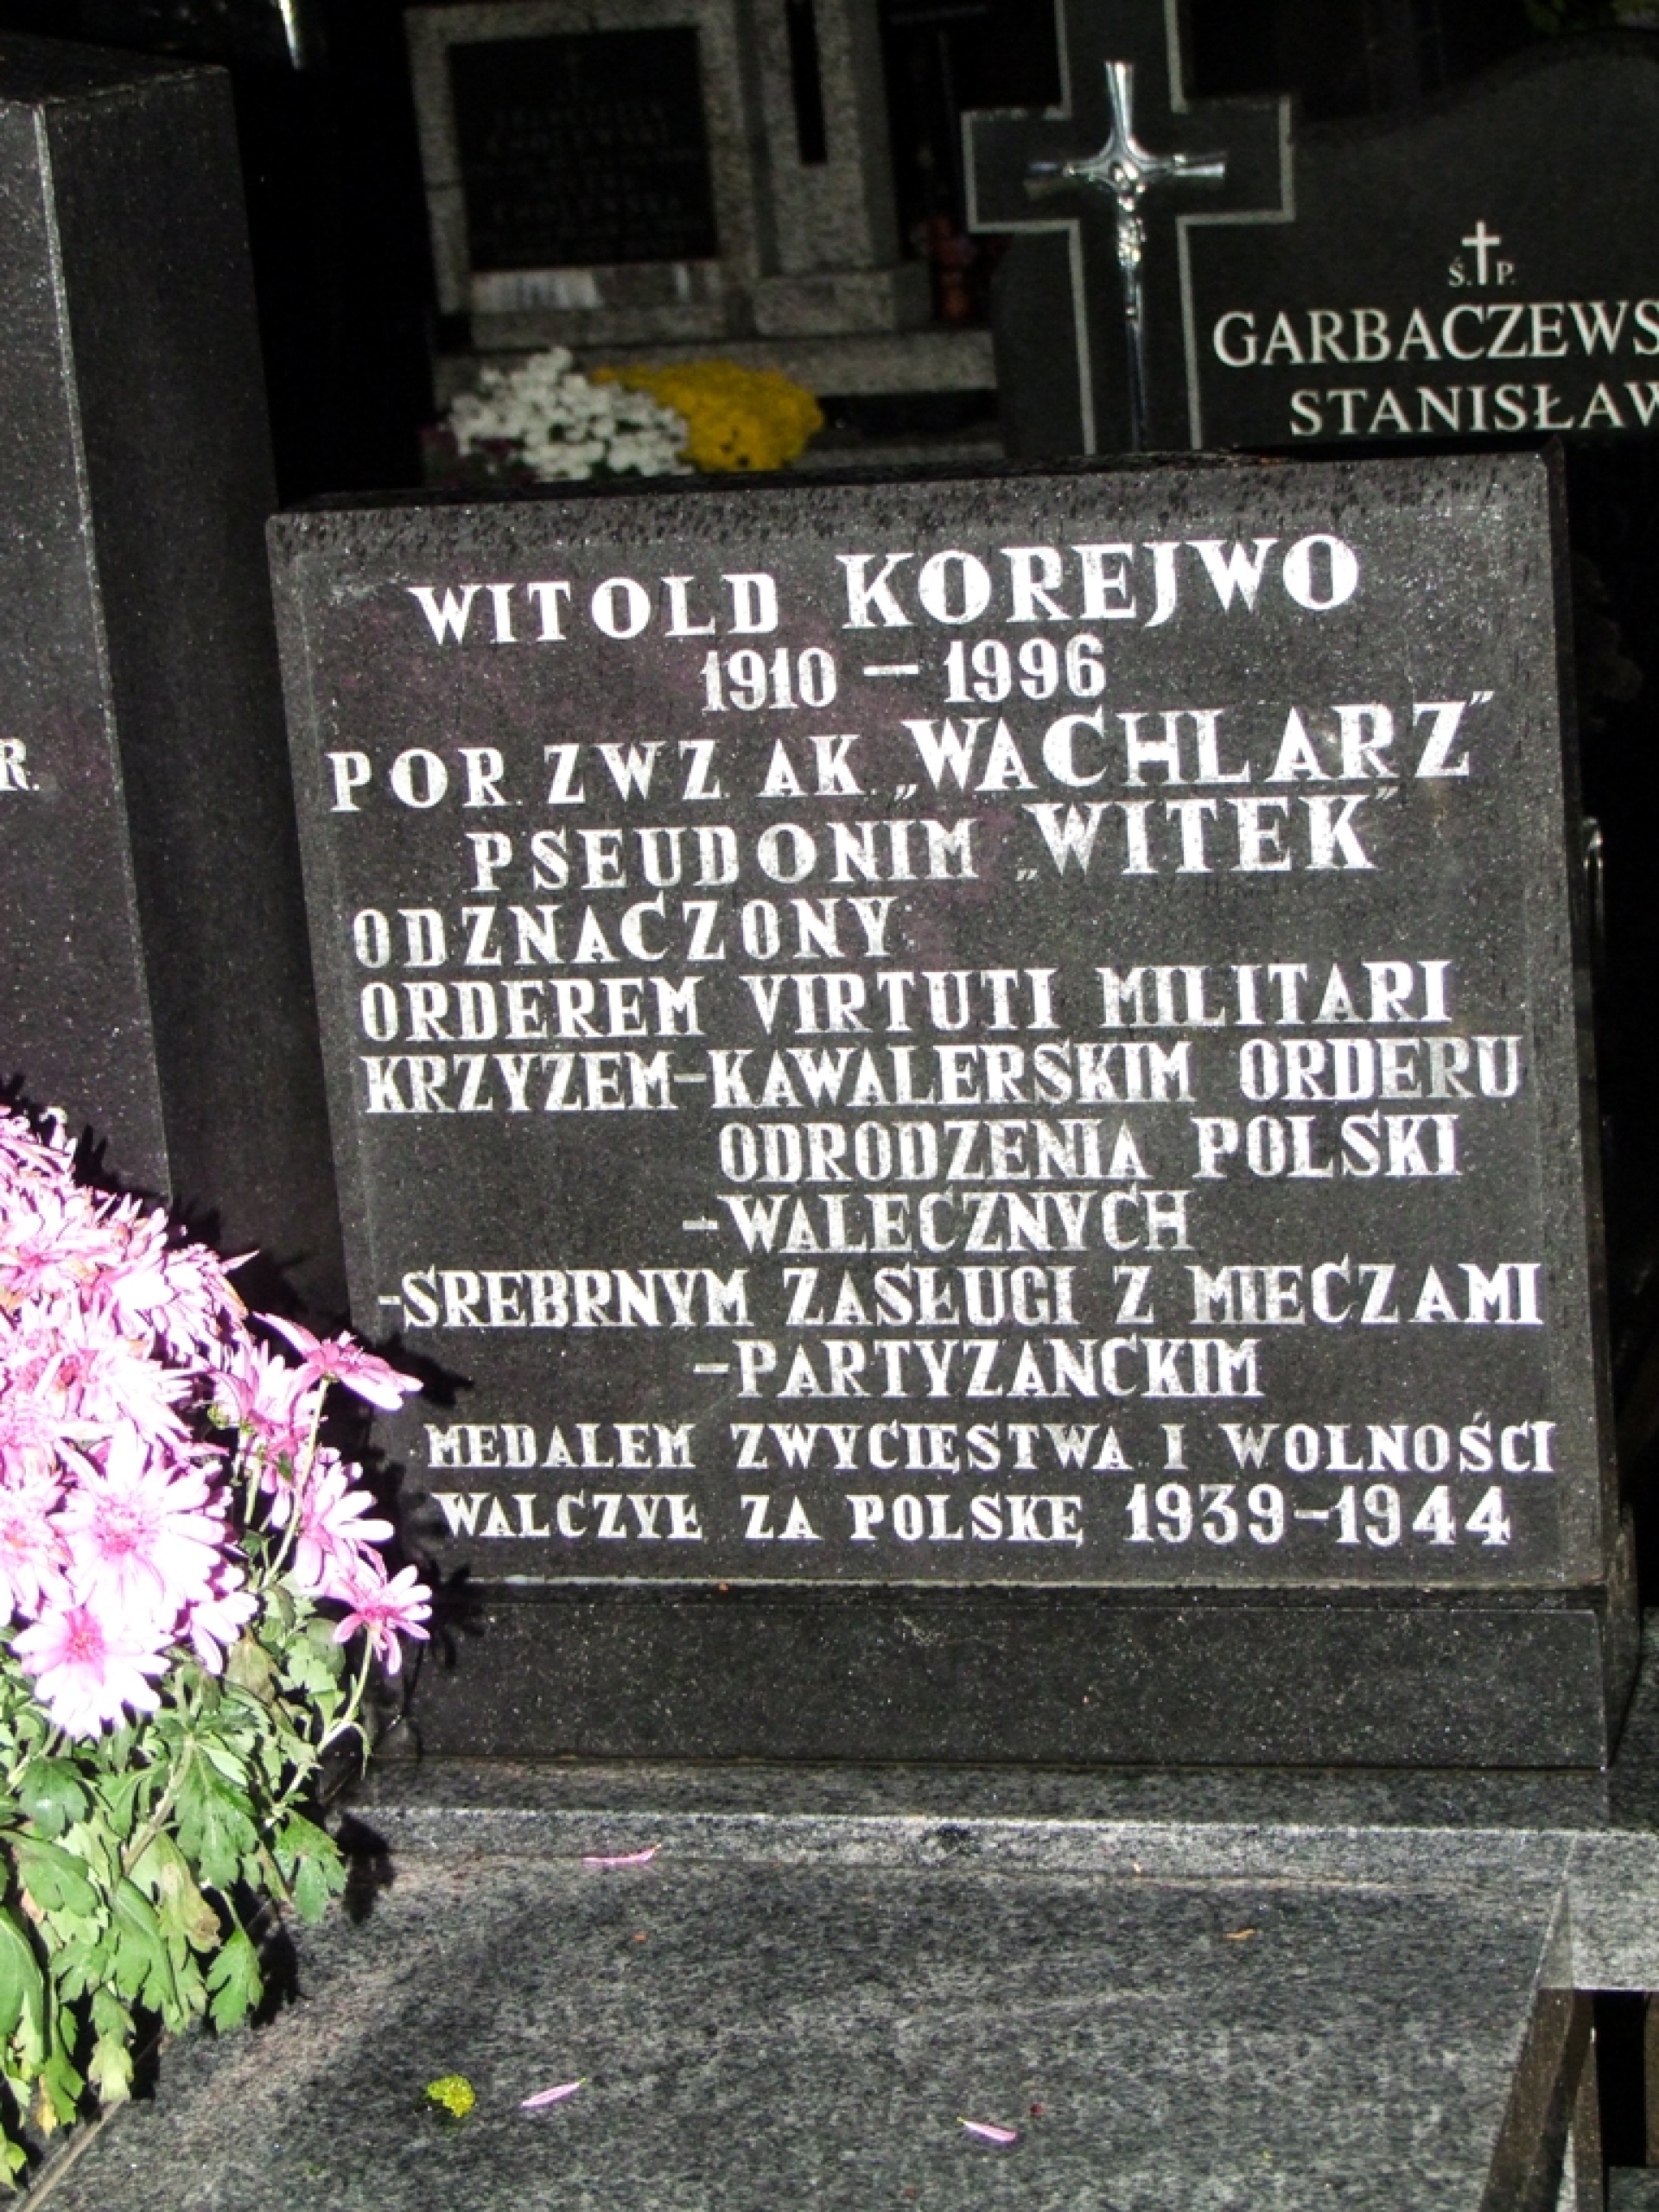 Ś. P.
GARBACZEWS
STANISŁAW
WITOLD KOREJWO
1910 – 1996
POR. ZWZ AK „WACHLARZ”
PSEUDONIM „WITEK”
ODZNACZONY
ORDEREM VIRTUTI MILITARI
KRZYZEM-KAWALERSKIM ORDERU
ODRODZENIA POLSKI
-WALECZNYCH
-SREBRNYM ZASŁUGI Z MIECZAMI
-PARTYZANCKIM
MEDALEM ZWYCIĘSTWA I WOLNOŚCI
WALCZYŁ ZA POLSKĘ 1939-1944
R.